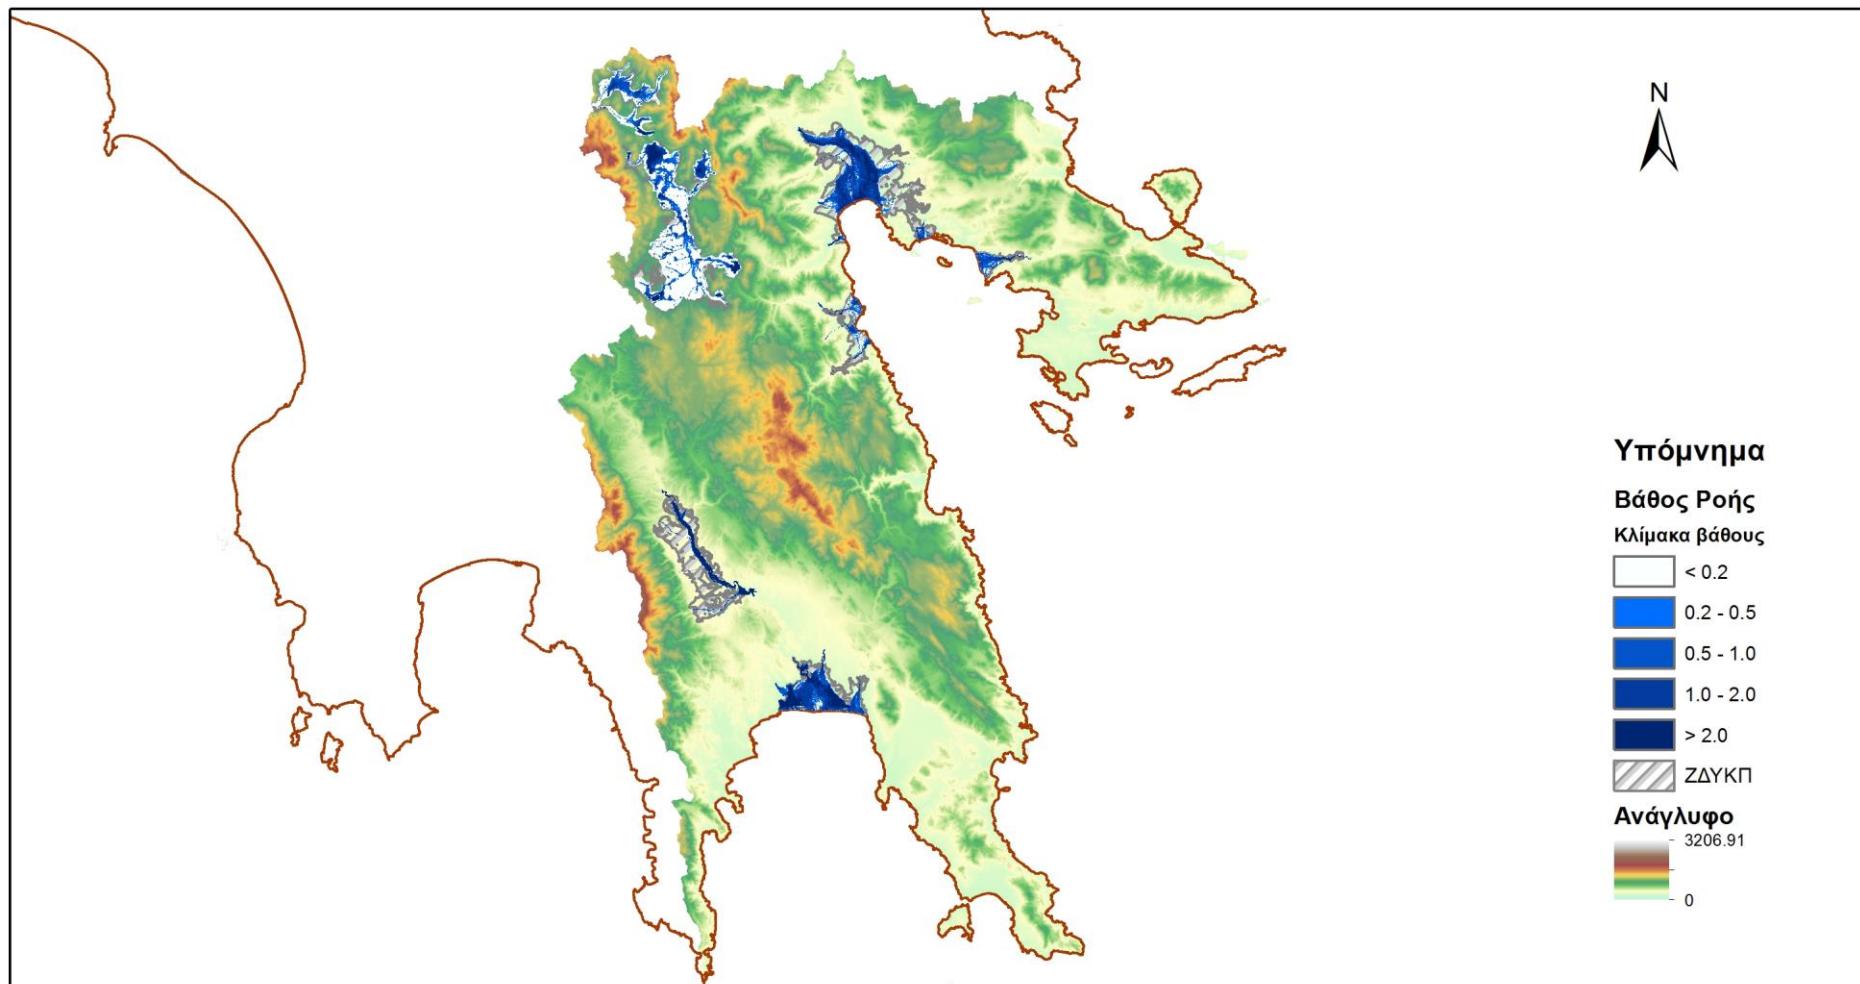 N
Υπόμνημα
Βάθος Ροής
Κλίμακα βάθους
< 0.2
0.2 - 0.5
0.5 - 1.0
1.0 - 2.0
> 2.0
ΖΔΥΚΠ
Ανάγλυφο
3206.91
0